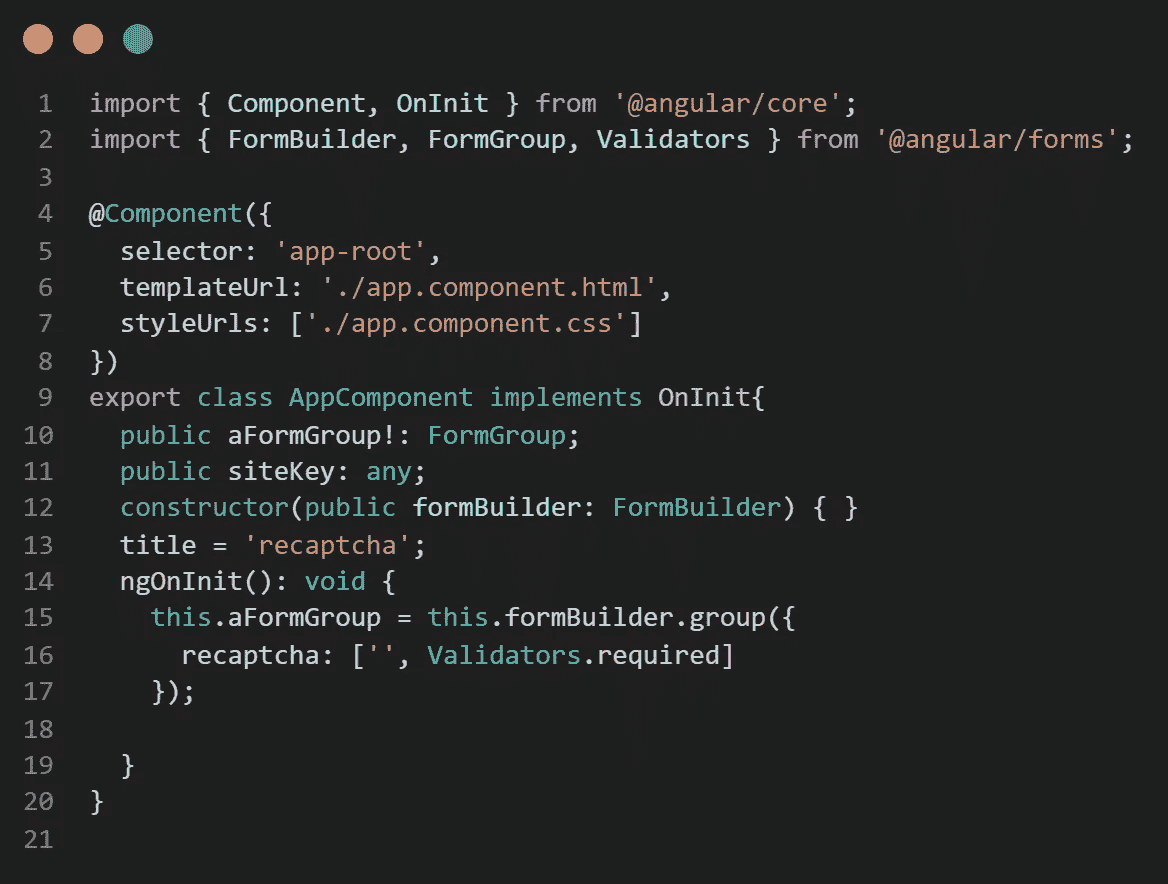 1 import { Component, OnInit } from '@angular/core';
2 import { FormBuilder, FormGroup, Validators } from '@angular/forms';
3
4 @Component({
5   selector: 'app-root',
6   templateUrl: './app.component.html',
7   styleUrls: ['./app.component.css']
8 })
9 export class AppComponent implements OnInit{
10   public aFormGroup!: FormGroup;
11   public siteKey: any;
12   constructor(public formBuilder: FormBuilder) { }
13   title = 'recaptcha';
14   ngOnInit(): void {
15     this.aFormGroup = this.formBuilder.group({
16       recaptcha: ['', Validators.required]
17     });
18
19   }
20 }
21